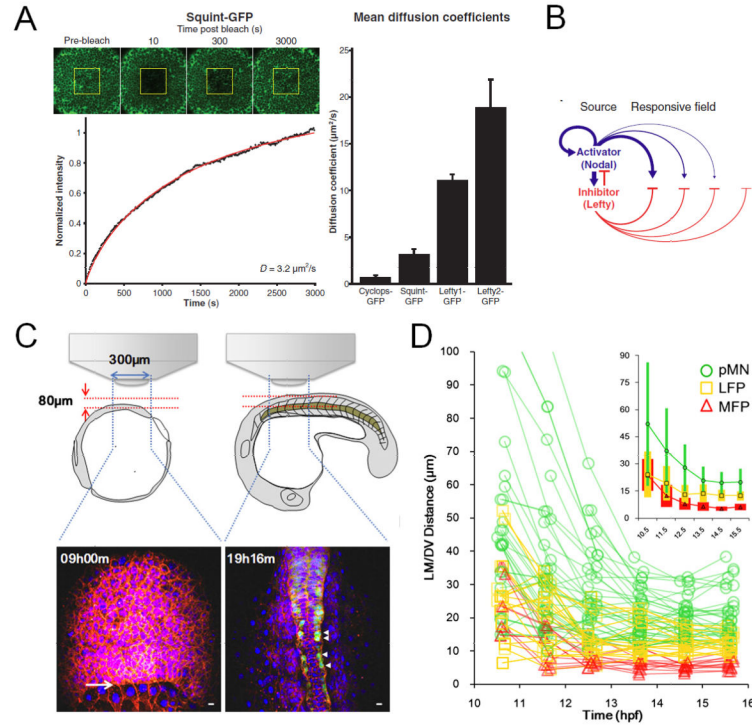 A
Squint-GFP
Time post bleach (s)
Pre-bleach 10 300 3000
Normalized intensity
1
0.8
0.6
0.4
0.2
0
0 500 1000 1500 2000 2500 3000
Time (s)
D = 3.2 µm²/s
Mean diffusion coefficients
Diffusion coefficient (µm²/s)
25
20
15
10
5
0
Cyclops-GFP
Squint-GFP
Lefty1-GFP
Lefty2-GFP
B
Source Responsive field
Activator
(Nodal)
Inhibitor
(Lefty)
C
300µm
80µm
09h00m
19h16m
D
LM/DV Distance (µm)
100
90
80
70
60
50
40
30
20
10
0
10 11 12 13 14 15 16
Time (hpf)
90
75
60
45
30
15
0
10.5 11.5 12.5 13.5 14.5 15.5
pMN
LFP
MFP